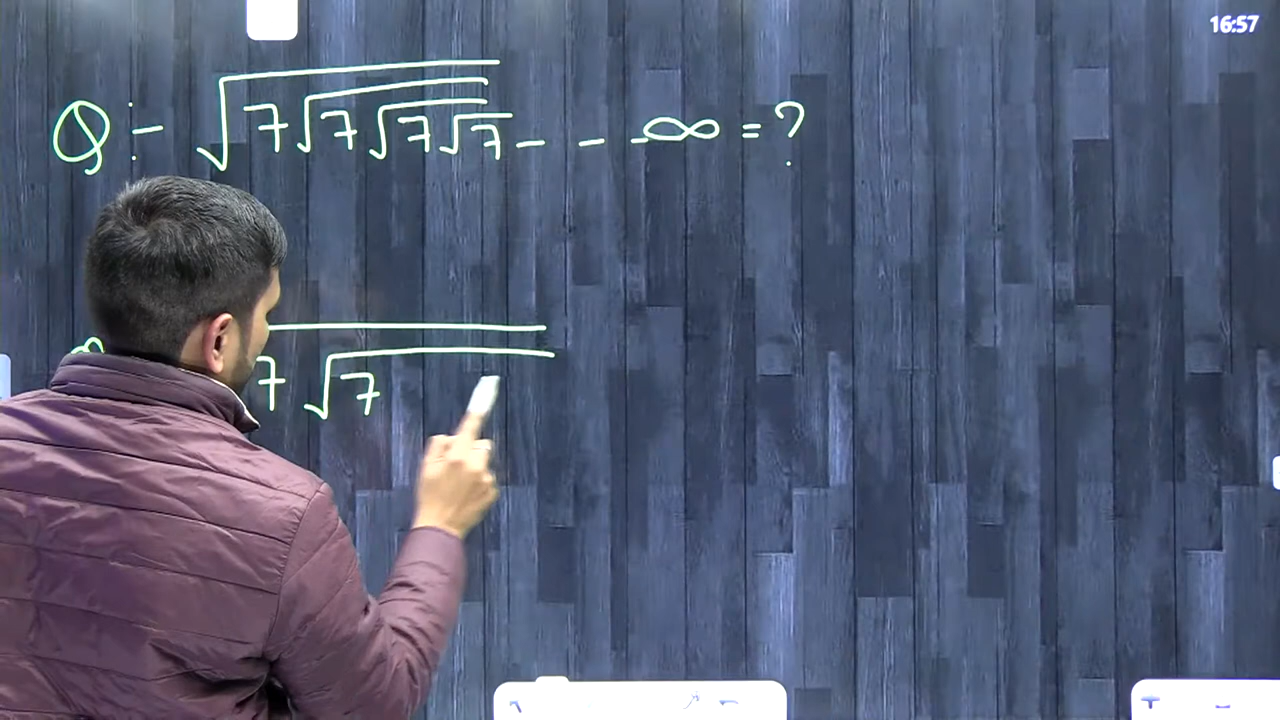 16:57
Q:- √7√7√7√7 - - - ∞ = ?
7 √7